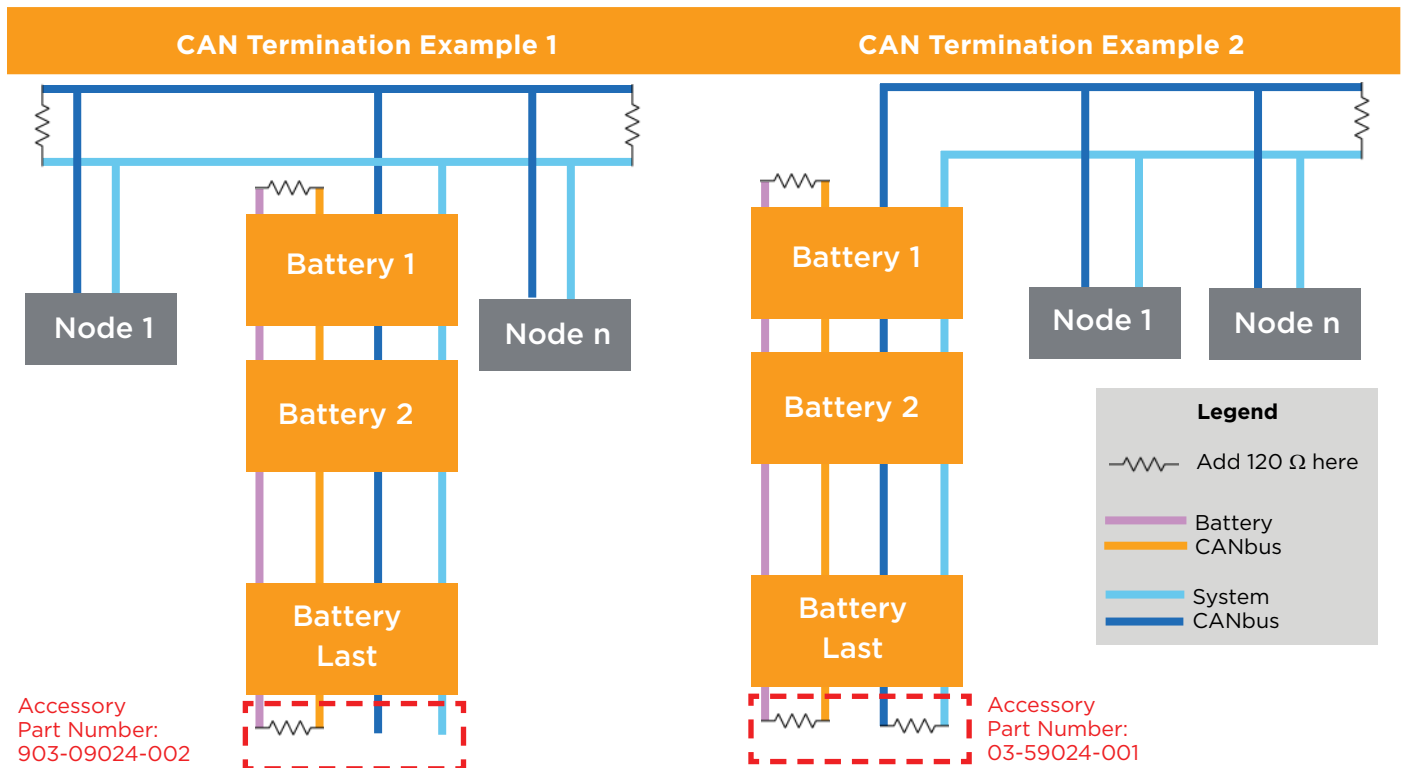 CAN Termination Example 1
CAN Termination Example 2
Battery 1
Node 1
Node n
Battery 2
Battery
Last
Accessory
Part Number:
903-09024-002
Battery 1
Node 1
Node n
Battery 2
Battery
Last
Accessory
Part Number:
03-59024-001
Legend
Add 120 Ω here
Battery
CANbus
System
CANbus